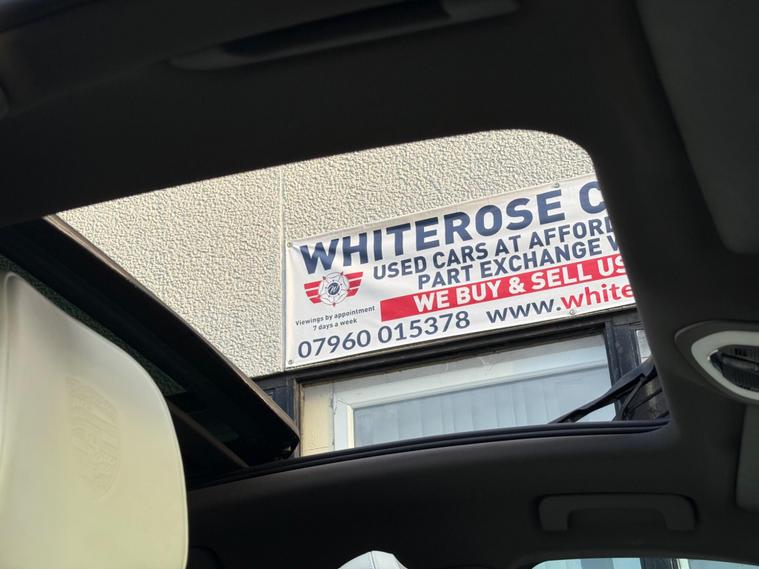 WHITEROSE C
USED CARS AT AFFORD
PART EXCHANGE
WE BUY & SELL US
Viewings by appointment
7 days a week
07960 015378 www.white